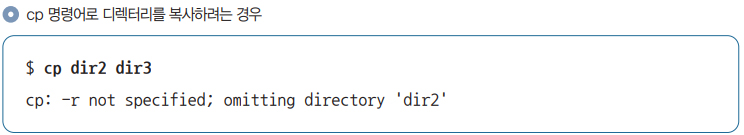 cp 명령어로 디렉터리를 복사하려는 경우
$ cp dir2 dir3
cp: -r not specified; omitting directory 'dir2'